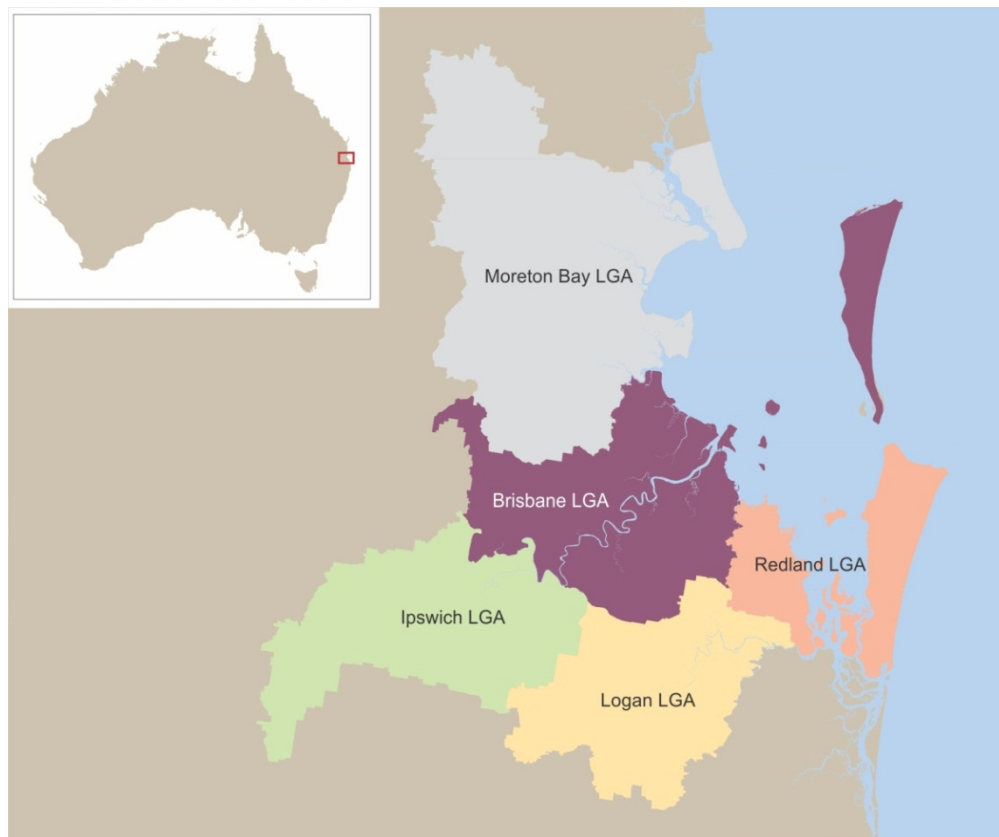 Moreton Bay LGA
Brisbane LGA
Redland LGA
Ipswich LGA
Logan LGA